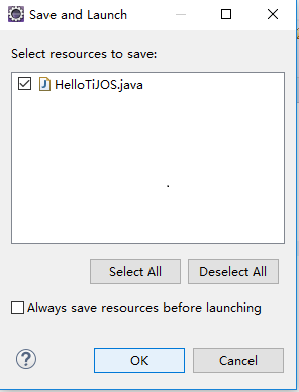 Save and Launch
Select resources to save:
HelloTiJOS.java
Select All
Deselect All
Always save resources before launching
OK
Cancel